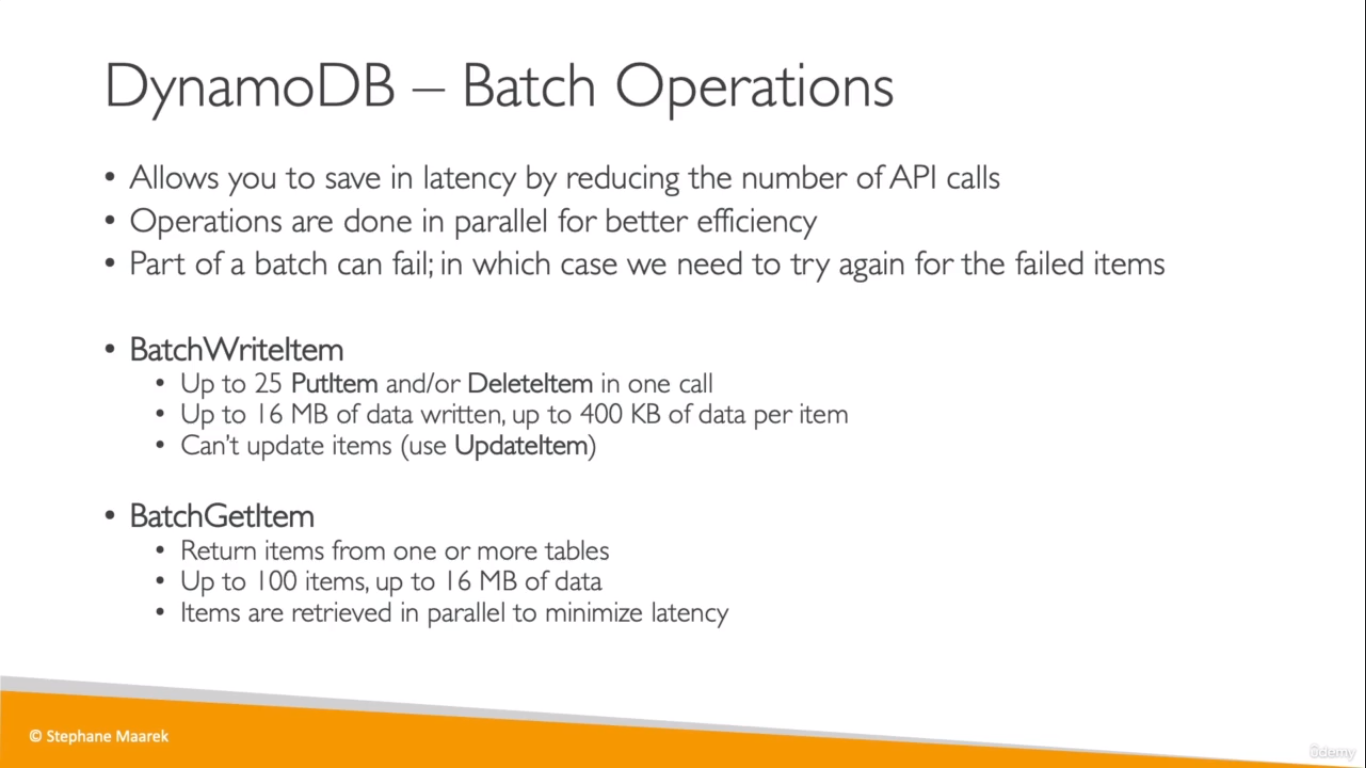 DynamoDB – Batch Operations
• Allows you to save in latency by reducing the number of API calls
• Operations are done in parallel for better efficiency
• Part of a batch can fail; in which case we need to try again for the failed items
• BatchWriteItem
• Up to 25 PutItem and/or DeleteItem in one call
• Up to 16 MB of data written, up to 400 KB of data per item
• Can't update items (use UpdateItem)
• BatchGetItem
• Return items from one or more tables
• Up to 100 items, up to 16 MB of data
• Items are retrieved in parallel to minimize latency
© Stephane Maarek
ûdemy